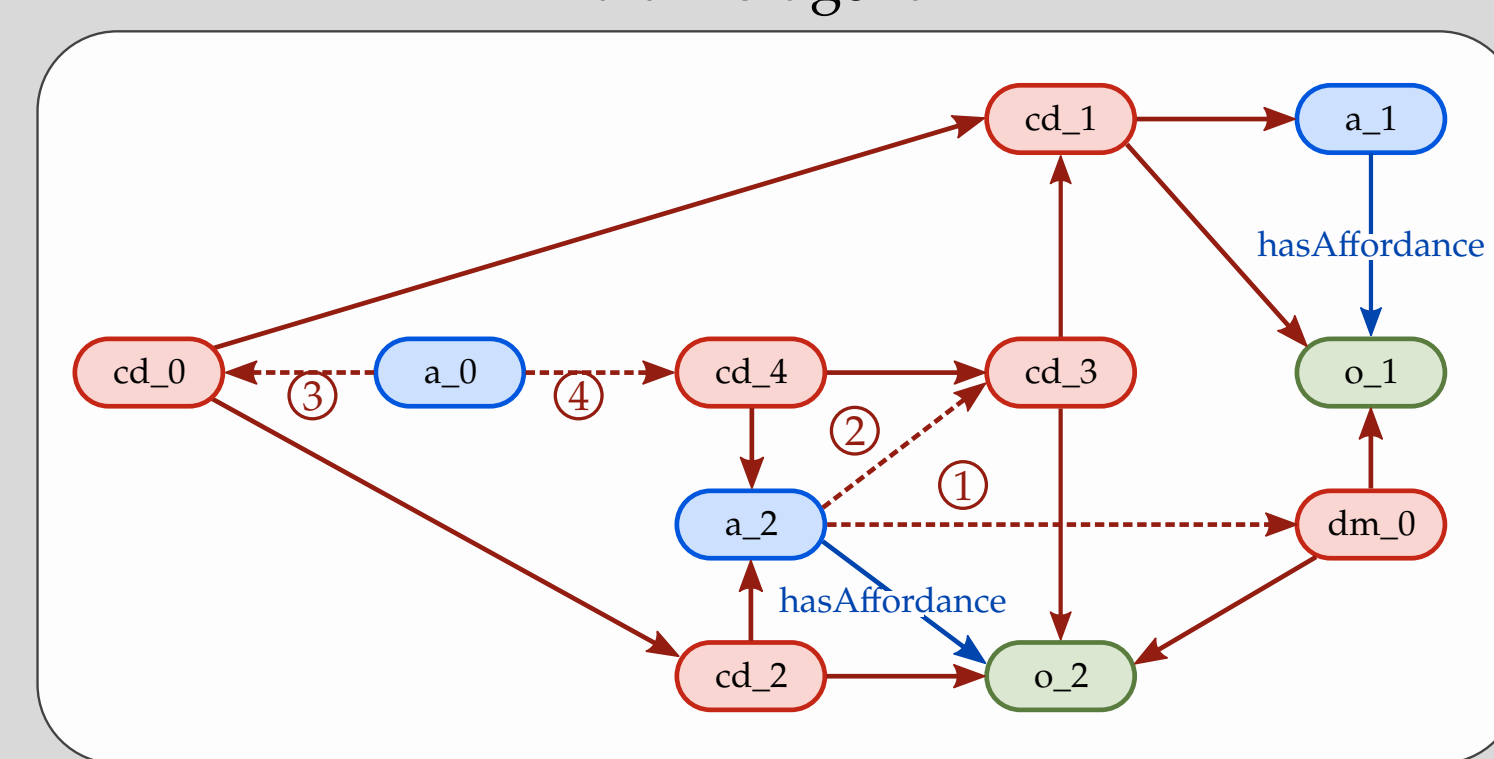 cd_1
a_1
hasAffordance
cd_0
③
a_0
④
cd_4
cd_3
o_1
②
①
a_2
dm_0
hasAffordance
cd_2
o_2